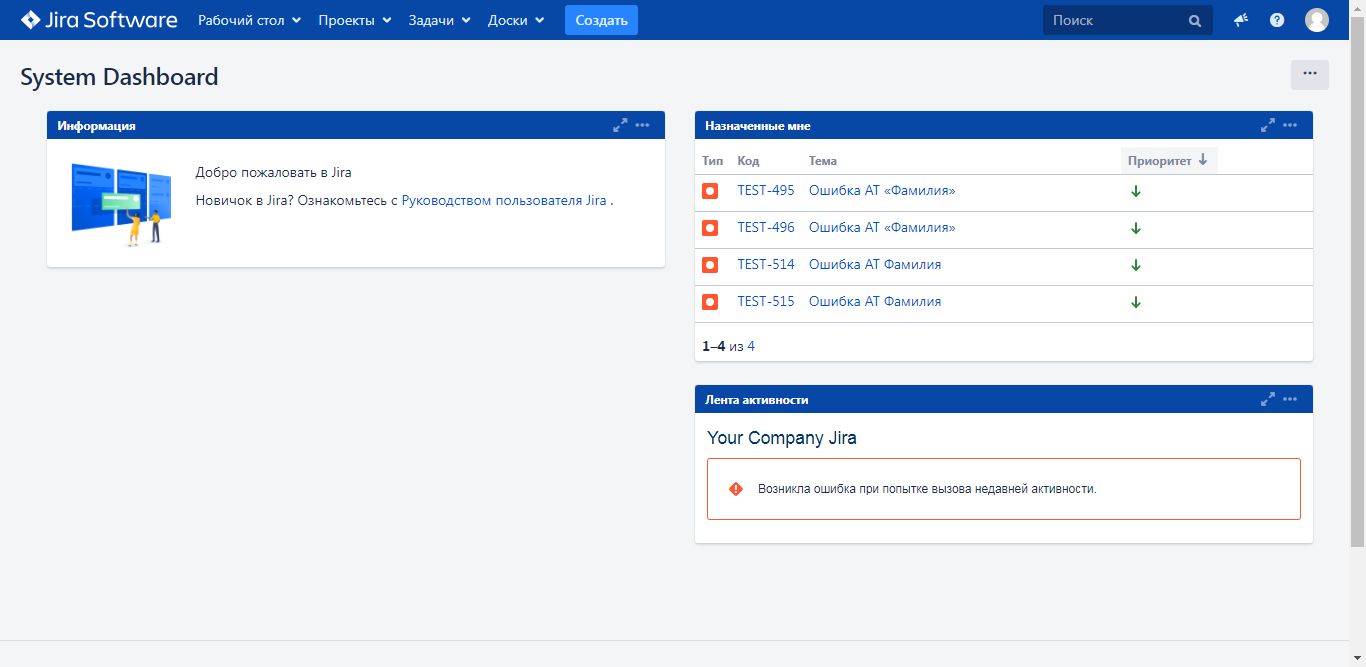 Jira Software Рабочий стол Проекты Задачи Доски Создать Поиск
System Dashboard
Информация
Добро пожаловать в Jira
Новичок в Jira? Ознакомьтесь с Руководством пользователя Jira .
Назначенные мне
Тип Код Тема Приоритет
TEST-495 Ошибка АТ «Фамилия»
TEST-496 Ошибка АТ «Фамилия»
TEST-514 Ошибка АТ Фамилия
TEST-515 Ошибка АТ Фамилия
1–4 из 4
Лента активности
Your Company Jira
Возникла ошибка при попытке вызова недавней активности.